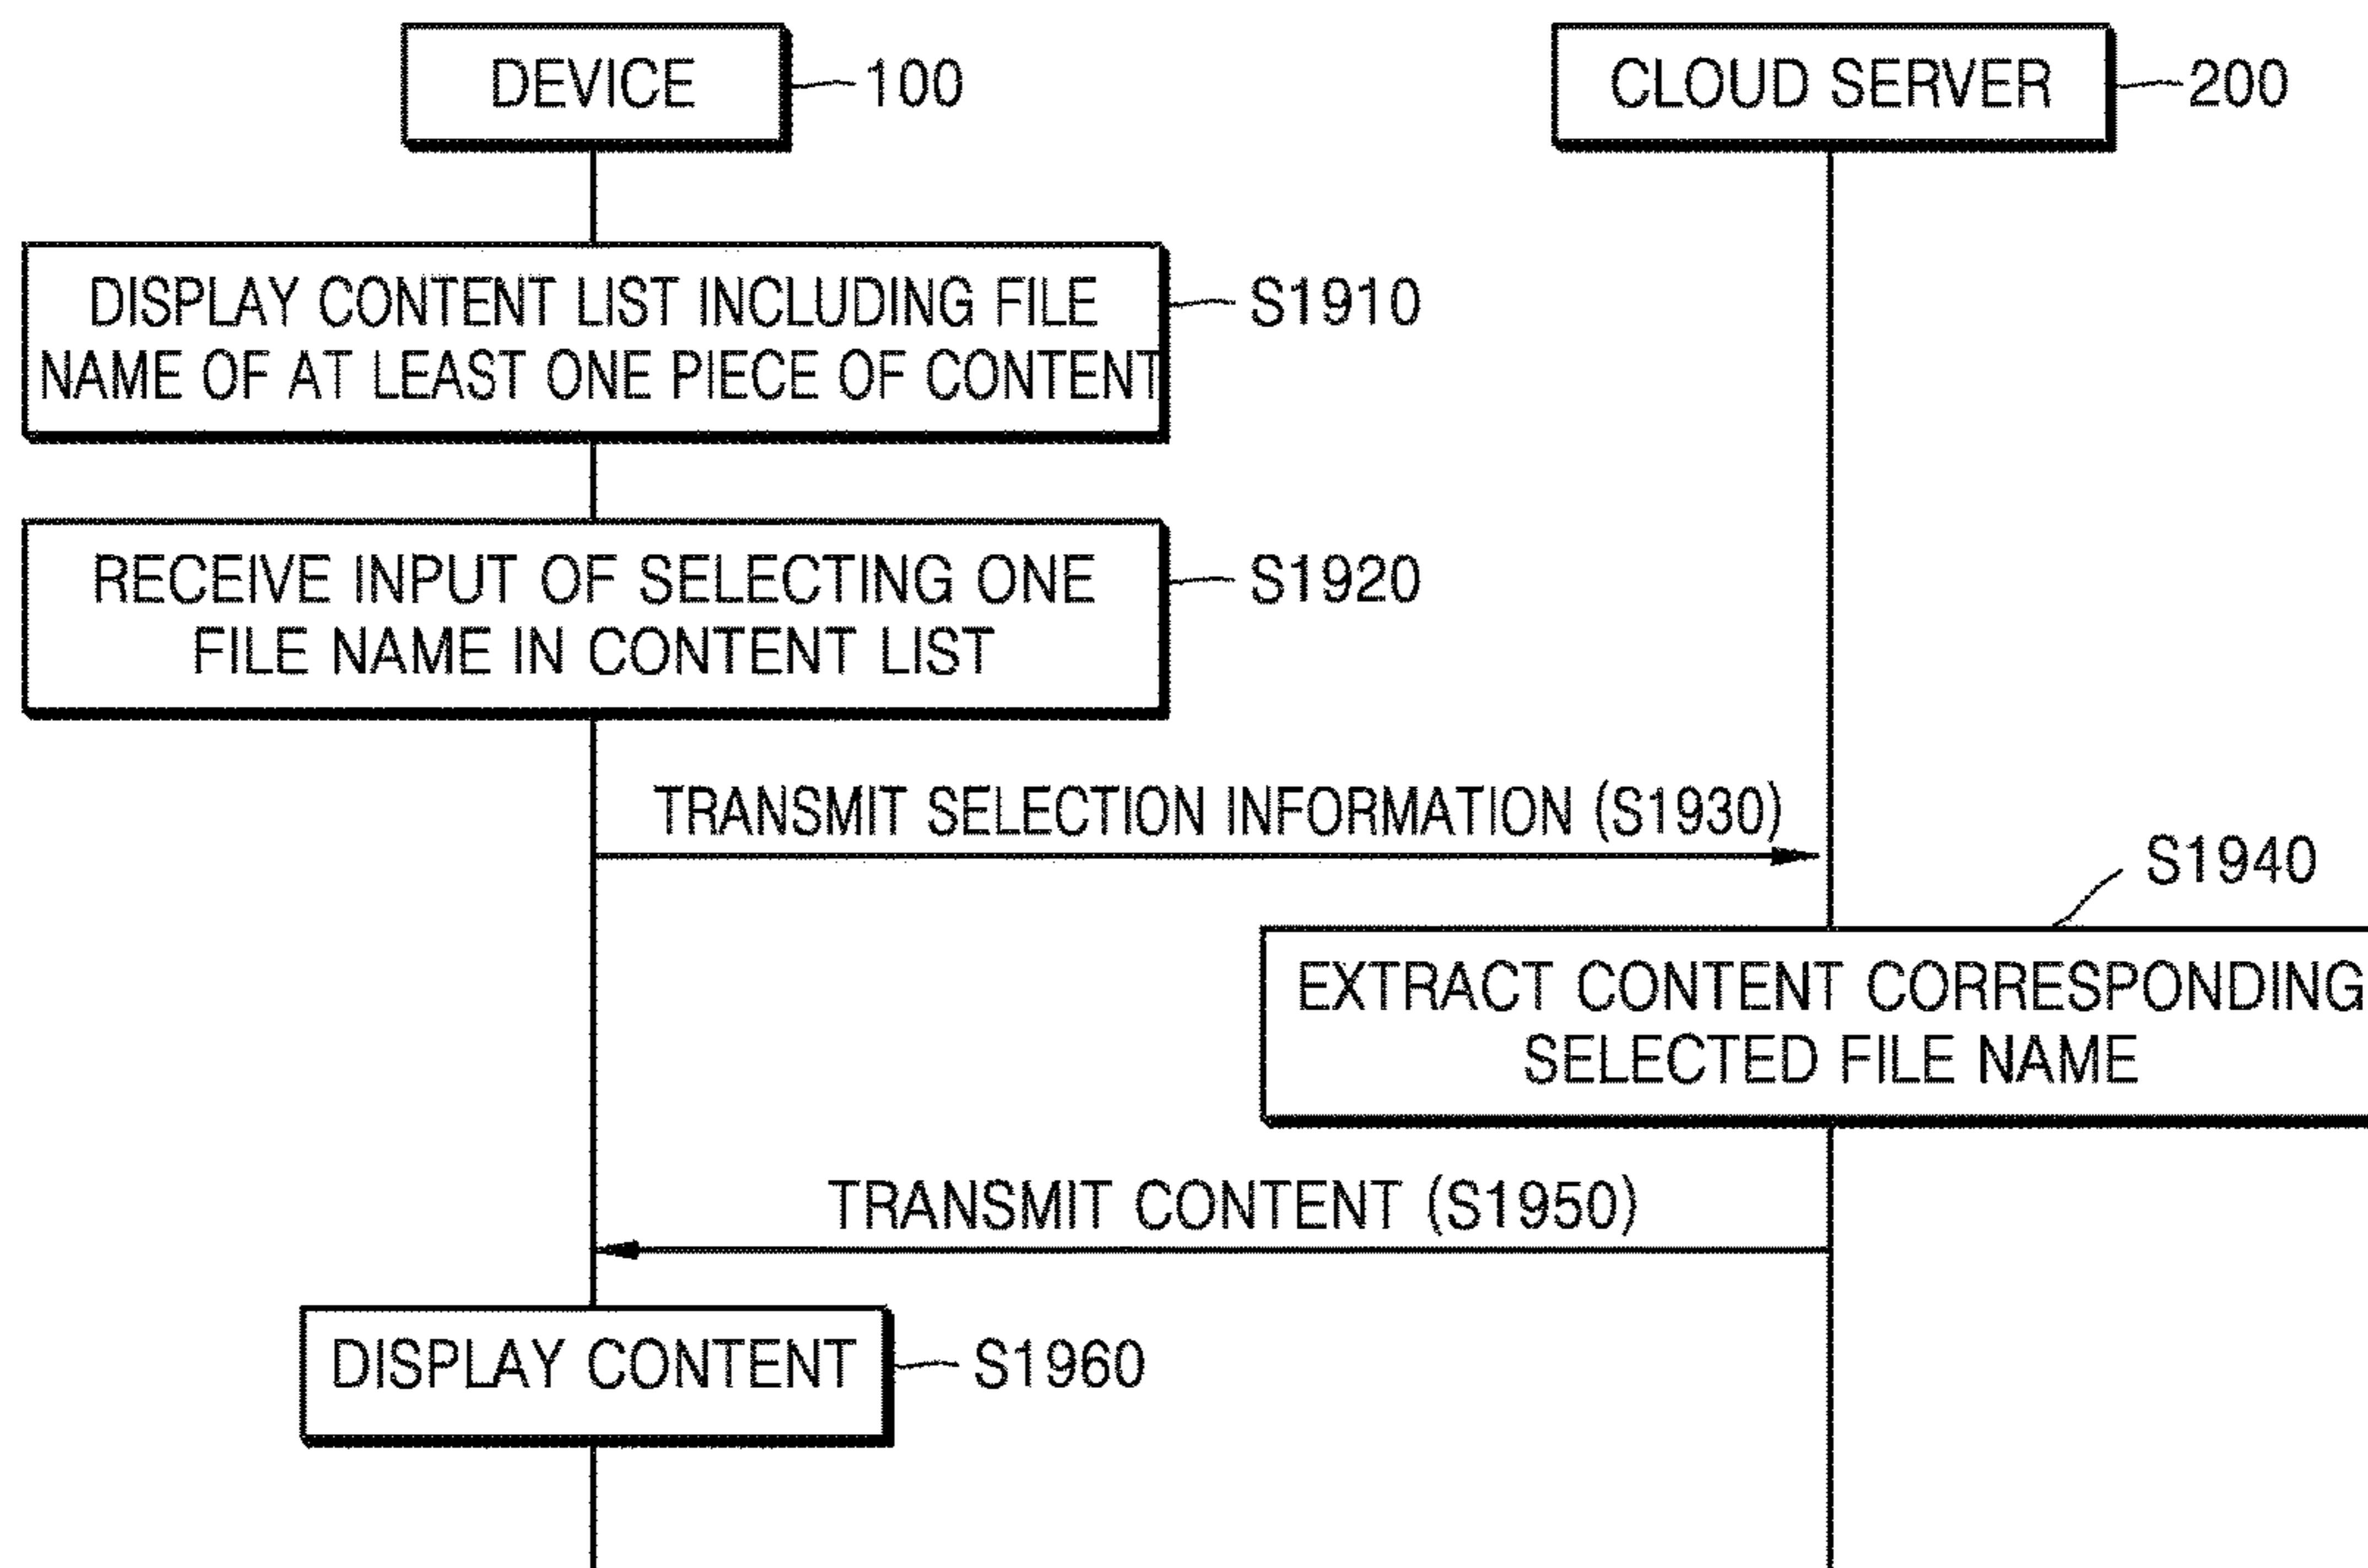 DEVICE
100
CLOUD SERVER
200
DISPLAY CONTENT LIST INCLUDING FILE
NAME OF AT LEAST ONE PIECE OF CONTENT
S1910
RECEIVE INPUT OF SELECTING ONE
FILE NAME IN CONTENT LIST
S1920
TRANSMIT SELECTION INFORMATION (S1930)
S1940
EXTRACT CONTENT CORRESPONDING
SELECTED FILE NAME
TRANSMIT CONTENT (S1950)
DISPLAY CONTENT
S1960